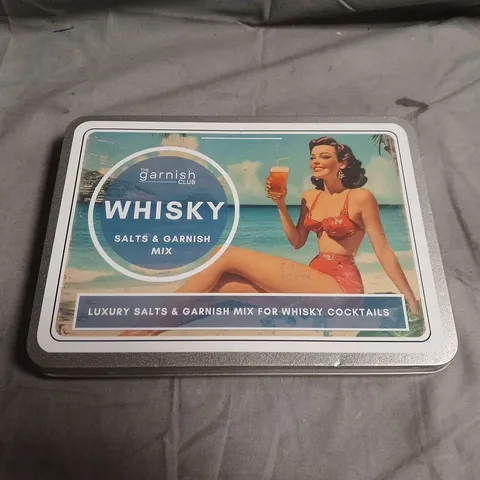 the
garnish
CLUB
WHISKY
SALTS & GARNISH
MIX
LUXURY SALTS & GARNISH MIX FOR WHISKY COCKTAILS